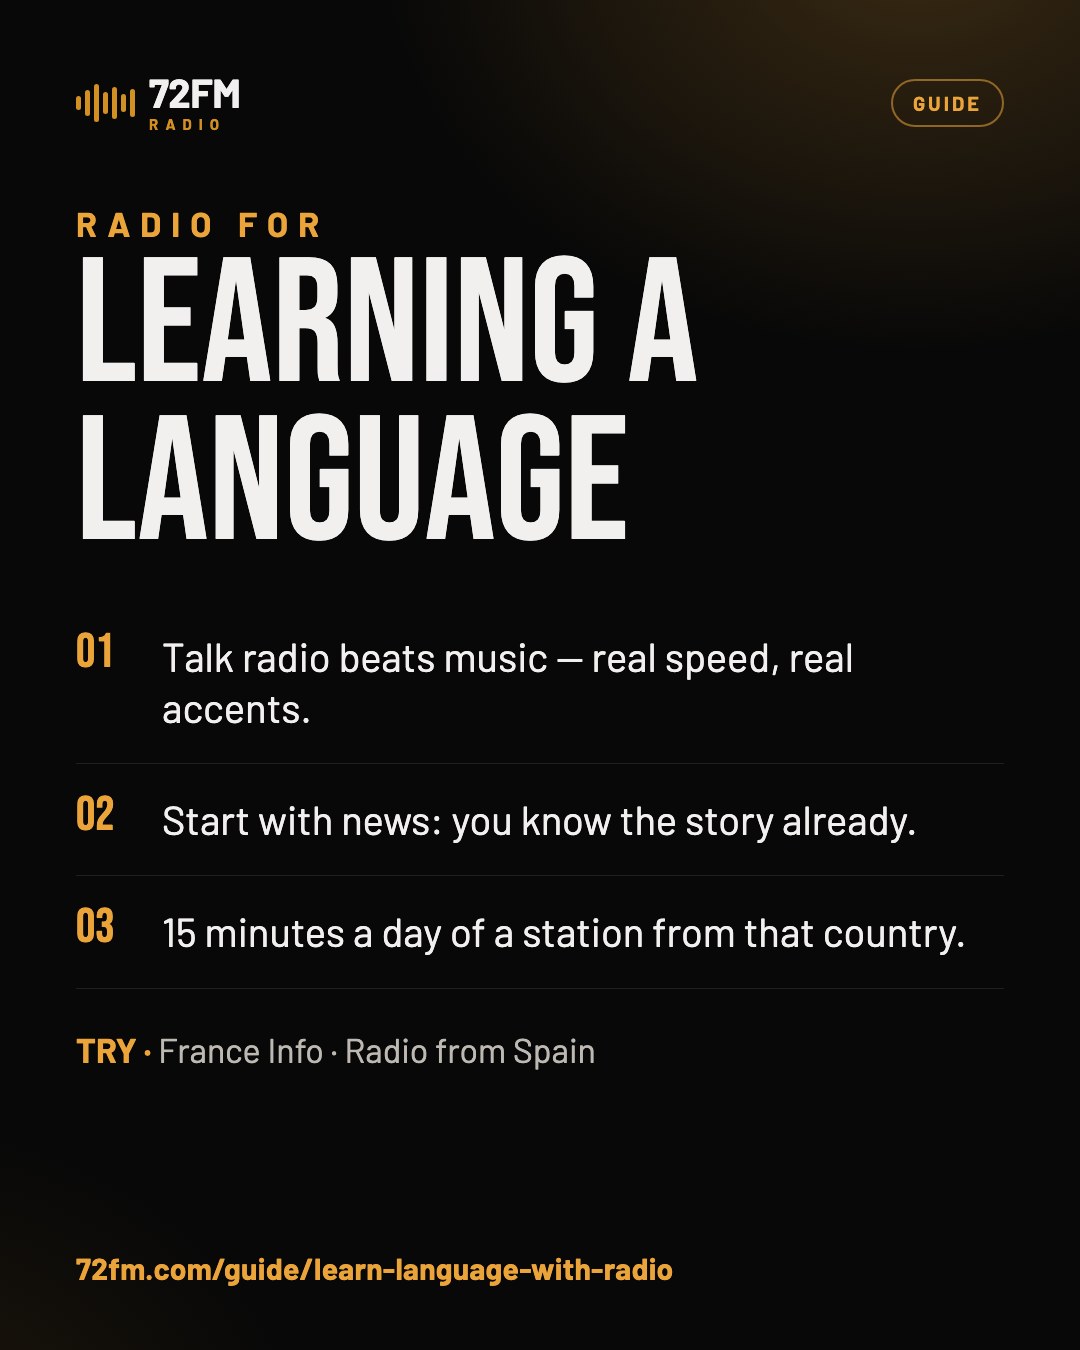 72FM
RADIO
GUIDE
RADIO FOR
LEARNING A
LANGUAGE
01
Talk radio beats music — real speed, real
accents.
02
Start with news: you know the story already.
03
15 minutes a day of a station from that country.
TRY · France Info · Radio from Spain
72fm.com/guide/learn-language-with-radio